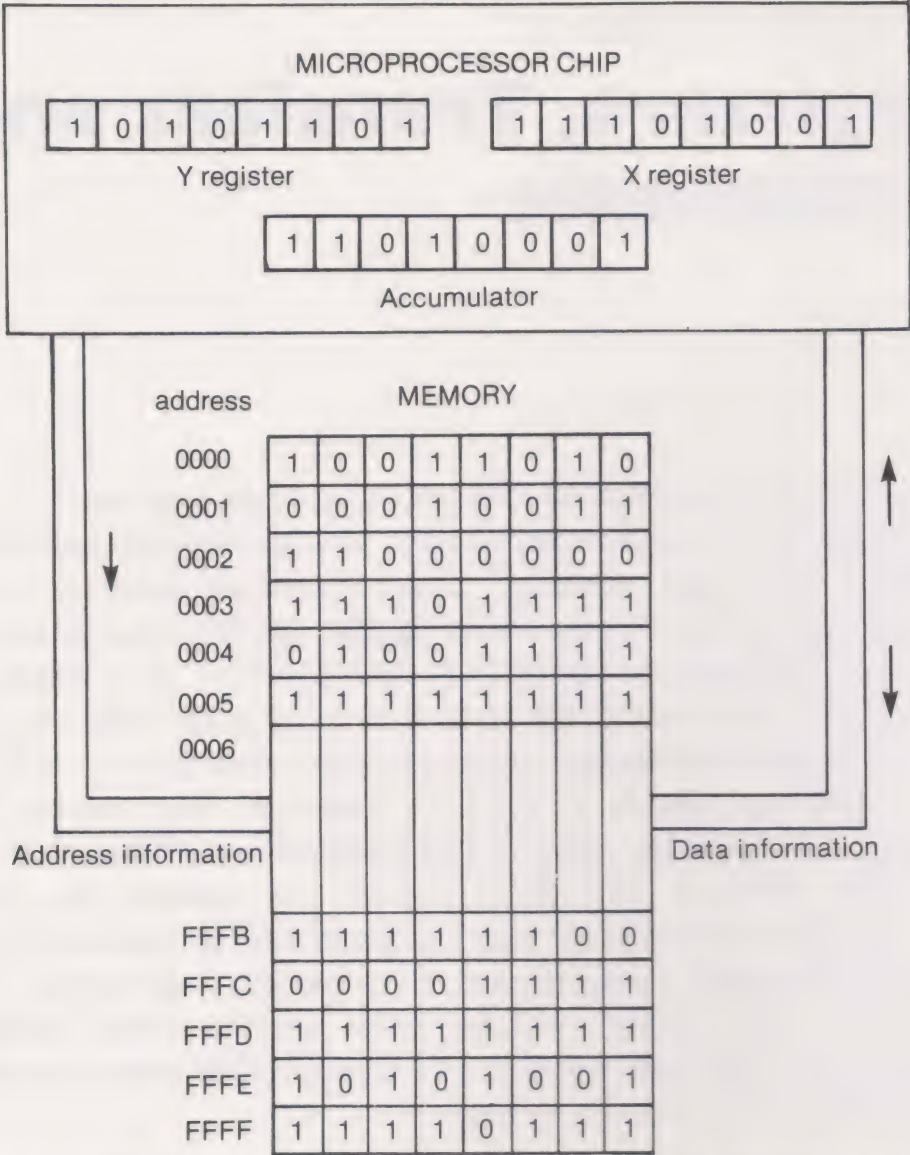 MICROPROCESSOR CHIP
1 0 1 0 1 1 0 1
1 1 1 0 1 0 0 1
Y register
X register
1 1 0 1 0 0 0 1
Accumulator
address
MEMORY
0000 1 0 0 1 1 0 1 0
0001 0 0 0 1 0 0 1 1
0002 1 1 0 0 0 0 0 0
0003 1 1 1 0 1 1 1 1
0004 0 1 0 0 1 1 1 1
0005 1 1 1 1 1 1 1 1
0006
Address information
Data information
FFFB 1 1 1 1 1 1 0 0
FFFC 0 0 0 0 1 1 1 1
FFFD 1 1 1 1 1 1 1 1
FFFE 1 0 1 0 1 0 0 1
FFFF 1 1 1 1 0 1 1 1